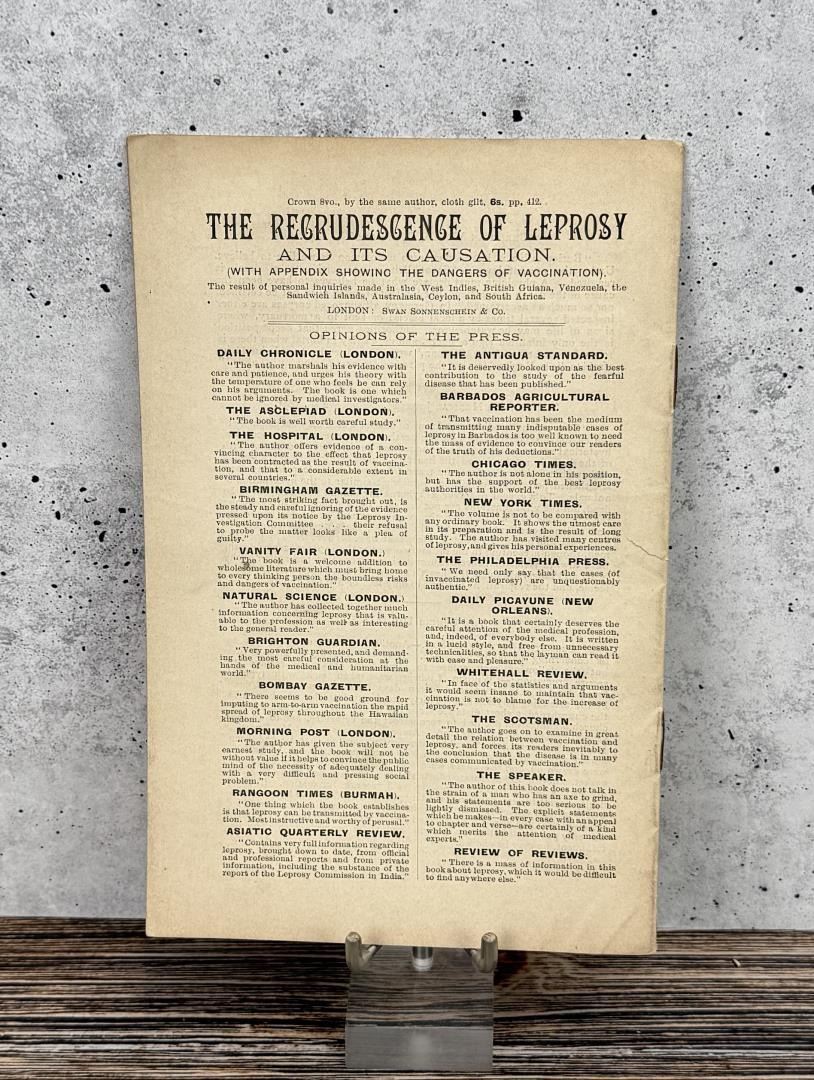 Crown 8vo., by the same author, cloth gilt, 6s. pp. 412.
THE RECRUDESCENCE OF LEPROSY
AND ITS CAUSATION.
(WITH APPENDIX SHOWING THE DANGERS OF VACCINATION).
The result of personal inquiries made in the West Indies, British Guiana, Venezuela, the
Sandwich Islands, Australasia, Ceylon, and South Africa.
LONDON: SWAN SONNENSCHEIN & CO.
OPINIONS OF THE PRESS.
DAILY CHRONICLE (LONDON).
"The author marshals his evidence with
care and patience, and urges his theory with
the temperature of one who feels he can rely
on his arguments. The book is one which
cannot be ignored by medical investigators."
THE ASCLEPIAD (LONDON).
"The book is well worth careful study."
THE HOSPITAL (LONDON).
"The author offers evidence of a con-
vincing character to the effect that leprosy
has been contracted as the result of vaccina-
tion, and that to a considerable extent in
several countries."
BIRMINGHAM GAZETTE.
"The most striking fact brought out, is
the steady and careful ignoring of the evidence
pressed upon its notice by the Leprosy In-
vestigation Committee . . . . their refusal
to probe the matter looks like a plea of
guilty."
VANITY FAIR (LONDON.)
"The book is a welcome addition to
wholesome literature which must bring home
to every thinking person the boundless risks
and dangers of vaccination."
NATURAL SCIENCE (LONDON.)
"The author has collected together much
information concerning leprosy that is valu-
able to the profession as well as interesting
to the general reader."
BRIGHTON GUARDIAN.
"Very powerfully presented, and demand-
ing the most careful consideration at the
hands of the medical and humanitarian
world."
BOMBAY GAZETTE.
"There seems to be good ground for
imputing to arm-to-arm vaccination the rapid
spread of leprosy throughout the Hawaiian
kingdom."
MORNING POST (LONDON).
"The author has given the subject very
earnest study, and the book will not be
without value if it helps to convince the public
mind of the necessity of adequately dealing
with a very difficult and pressing social
problem."
RANGOON TIMES (BURMAH).
"One thing which the book establishes
is that leprosy can be transmitted by vaccina-
tion. Most instructive and worthy of perusal."
ASIATIC QUARTERLY REVIEW.
"Contains very full information regarding
leprosy, brought down to date, from official
and professional reports and from private
information, including the substance of the
report of the Leprosy Commission in India."
THE ANTIGUA STANDARD.
"It is deservedly looked upon as the best
contribution to the study of the fearful
disease that has been published."
BARBADOS AGRICULTURAL
REPORTER.
"That vaccination has been the medium
of transmitting many indisputable cases of
leprosy in Barbados is too well known to need
the mass of evidence to convince our readers
of the truth of his deductions."
CHICAGO TIMES.
"The author is not alone in his position,
but has the support of the best leprosy
authorities in the world."
NEW YORK TIMES.
"The volume is not to be compared with
any ordinary book. It shows the utmost care
in its preparation and is the result of long
study. The author has visited many centres
of leprosy, and gives his personal experiences.
THE PHILADELPHIA PRESS.
"We need only say that the cases (of
invaccinated leprosy) are unquestionably
authentic."
DAILY PICAYUNE (NEW
ORLEANS).
"It is a book that certainly deserves the
careful attention of the medical profession,
and, indeed, of everybody else. It is written
in a lucid style, and free from unnecessary
technicalities, so that the layman can read it
with ease and pleasure."
WHITEHALL REVIEW.
"In face of the statistics and arguments
it would seem insane to maintain that vac-
cination is not to blame for the increase of
leprosy."
THE SCOTSMAN.
"The author goes on to examine in great
detail the relation between vaccination and
leprosy, and forces its readers inevitably to
the conclusion that the disease is in many
cases communicated by vaccination."
THE SPEAKER.
"The author of this book does not talk in
the strain of a man who has an axe to grind,
and his statements are too serious to be
lightly dismissed. The explicit statements
which he makes—in every case with an appeal
to chapter and verse—are certainly of a kind
which merits the attention of medical
experts."
REVIEW OF REVIEWS.
"There is a mass of information in this
book about leprosy, which it would be difficult
to find anywhere else."